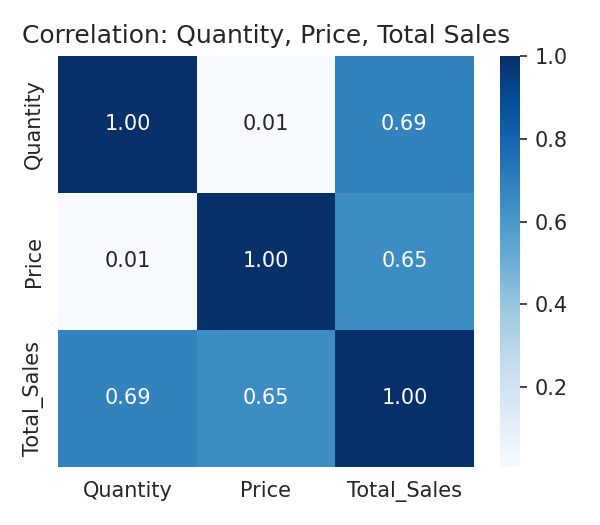 Correlation: Quantity, Price, Total Sales
Quantity 1.00 0.01 0.69
Price 0.01 1.00 0.65
Total_Sales 0.69 0.65 1.00
Quantity Price Total_Sales
1.0
0.8
0.6
0.4
0.2